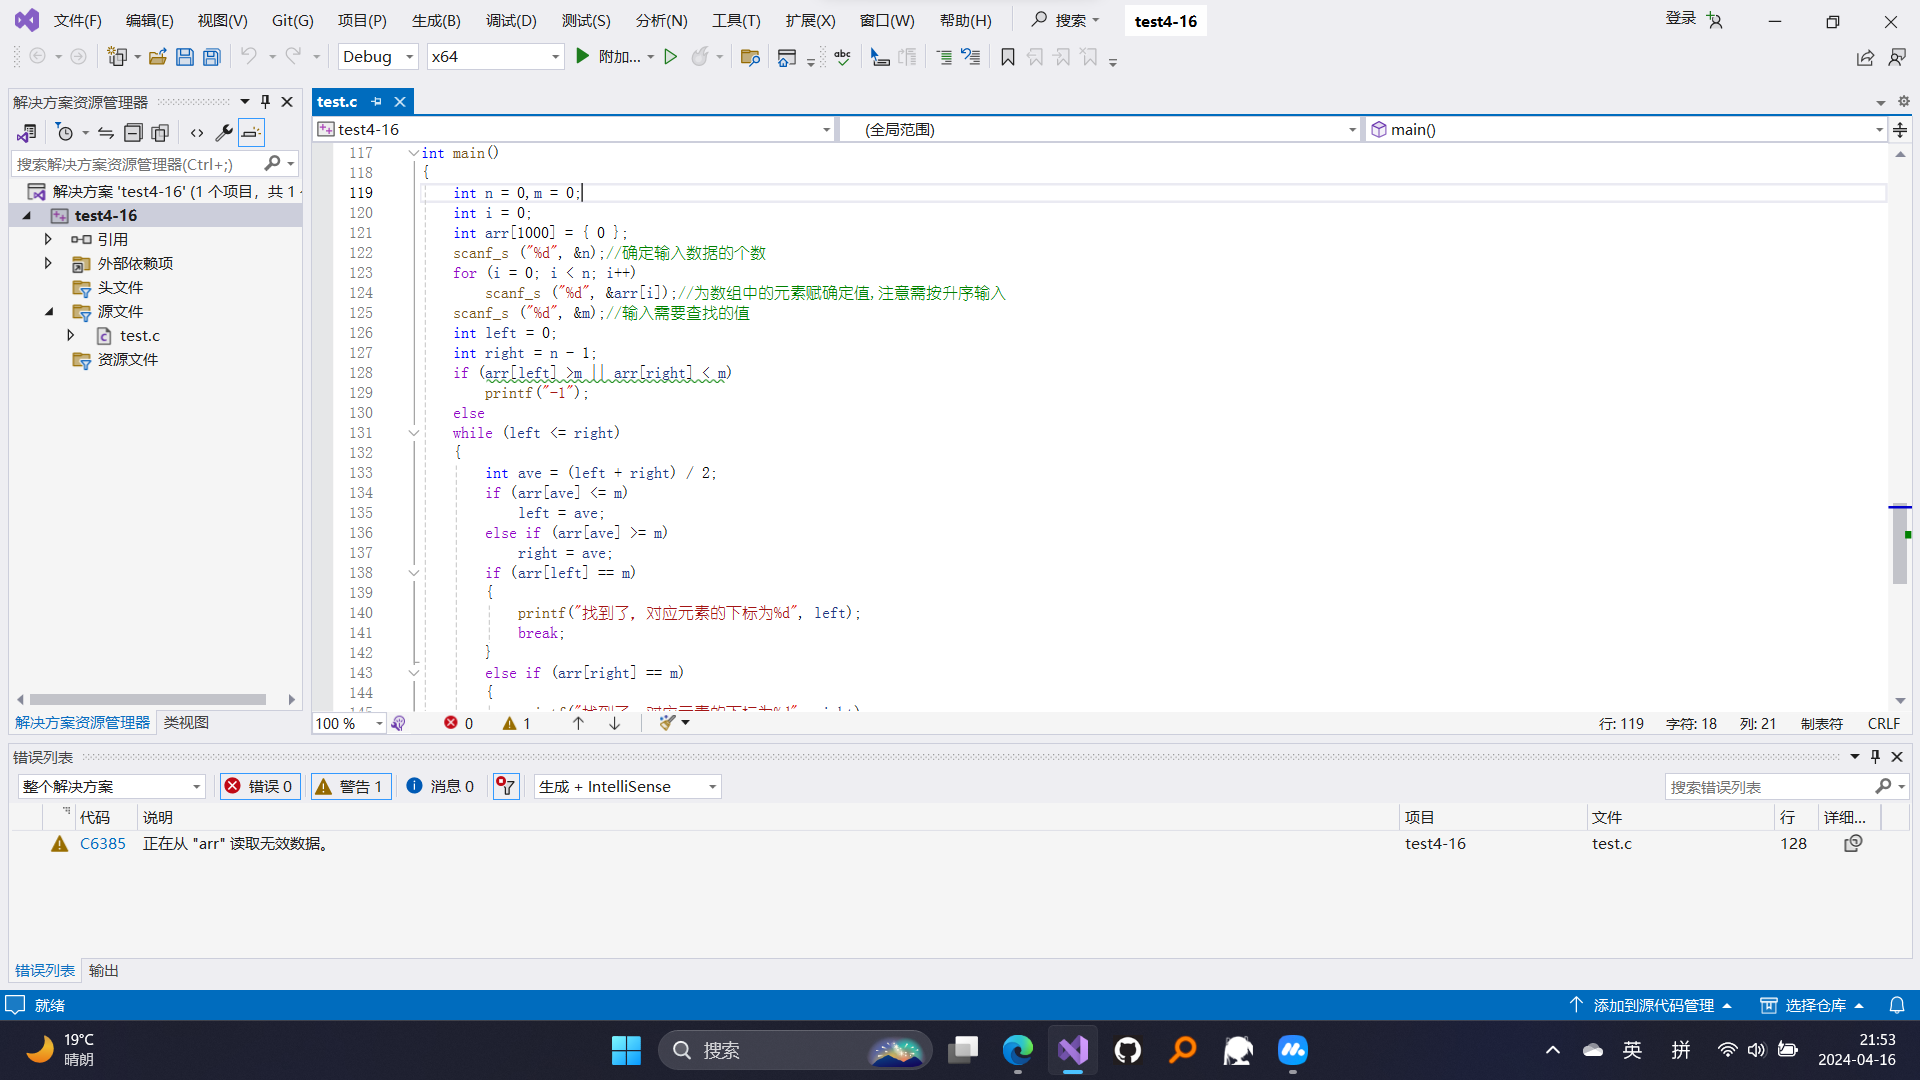 文件(F) 编辑(E) 视图(V) Git(G) 项目(P) 生成(B) 调试(D) 测试(S) 分析(N) 工具(T) 扩展(X) 窗口(W) 帮助(H) 搜索 test4-16 登录
Debug x64 附加...
解决方案资源管理器
搜索解决方案资源管理器(Ctrl+;)
解决方案 'test4-16' (1 个项目，共 1
test4-16
引用
外部依赖项
头文件
源文件
test.c
资源文件
解决方案资源管理器 类视图
test.c
test4-16 (全局范围) main()
117 int main()
118 {
119 int n = 0,m = 0;
120 int i = 0;
121 int arr[1000] = { 0 };
122 scanf_s ("%d", &n);//确定输入数据的个数
123 for (i = 0; i < n; i++)
124 scanf_s ("%d", &arr[i]);//为数组中的元素赋确定值,注意需按升序输入
125 scanf_s ("%d", &m);//输入需要查找的值
126 int left = 0;
127 int right = n - 1;
128 if (arr[left] >m || arr[right] < m)
129 printf("-1");
130 else
131 while (left <= right)
132 {
133 int ave = (left + right) / 2;
134 if (arr[ave] <= m)
135 left = ave;
136 else if (arr[ave] >= m)
137 right = ave;
138 if (arr[left] == m)
139 {
140 printf("找到了，对应元素的下标为%d", left);
141 break;
142 }
143 else if (arr[right] == m)
144 {
100 % 0 1 行: 119 字符: 18 列: 21 制表符 CRLF
错误列表
整个解决方案 错误 0 警告 1 消息 0 生成 + IntelliSense 搜索错误列表
代码 说明 项目 文件 行 详细...
C6385 正在从 "arr" 读取无效数据。 test4-16 test.c 128
错误列表 输出
就绪 添加到源代码管理 选择仓库
19°C
晴朗
搜索
英 拼
21:53
2024-04-16